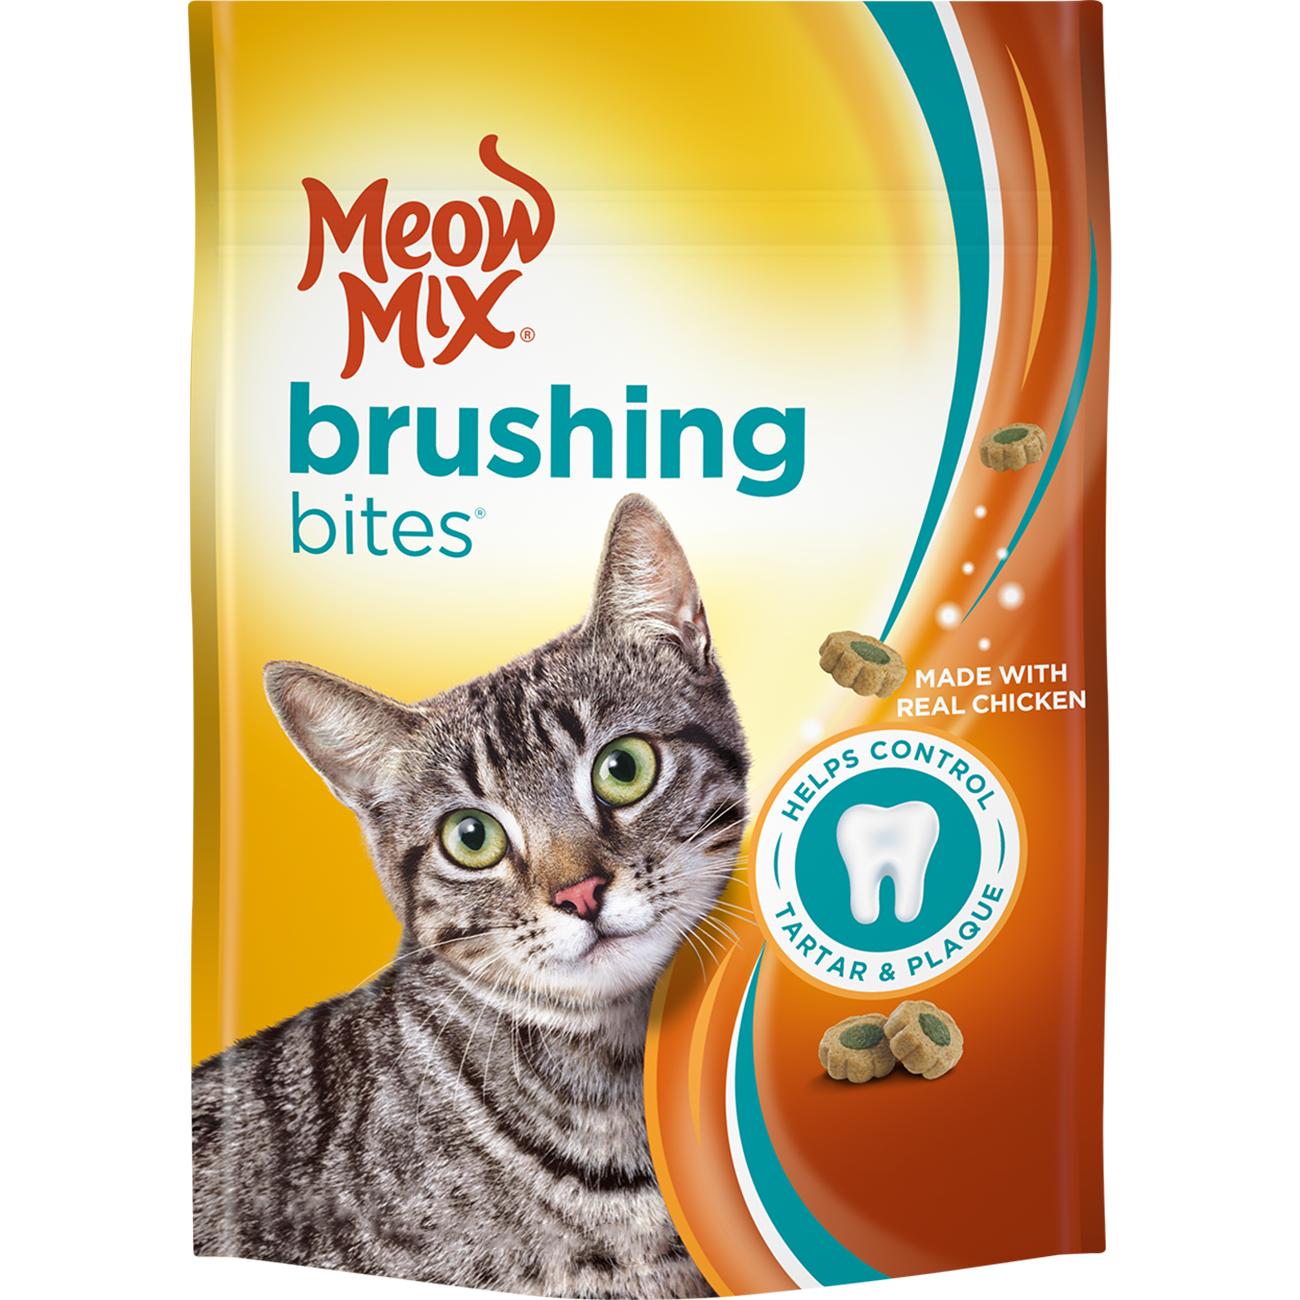 MEOW
MIX®
brushing
bites®
MADE WITH
REAL CHICKEN
HELPS CONTROL
TARTAR & PLAQUE